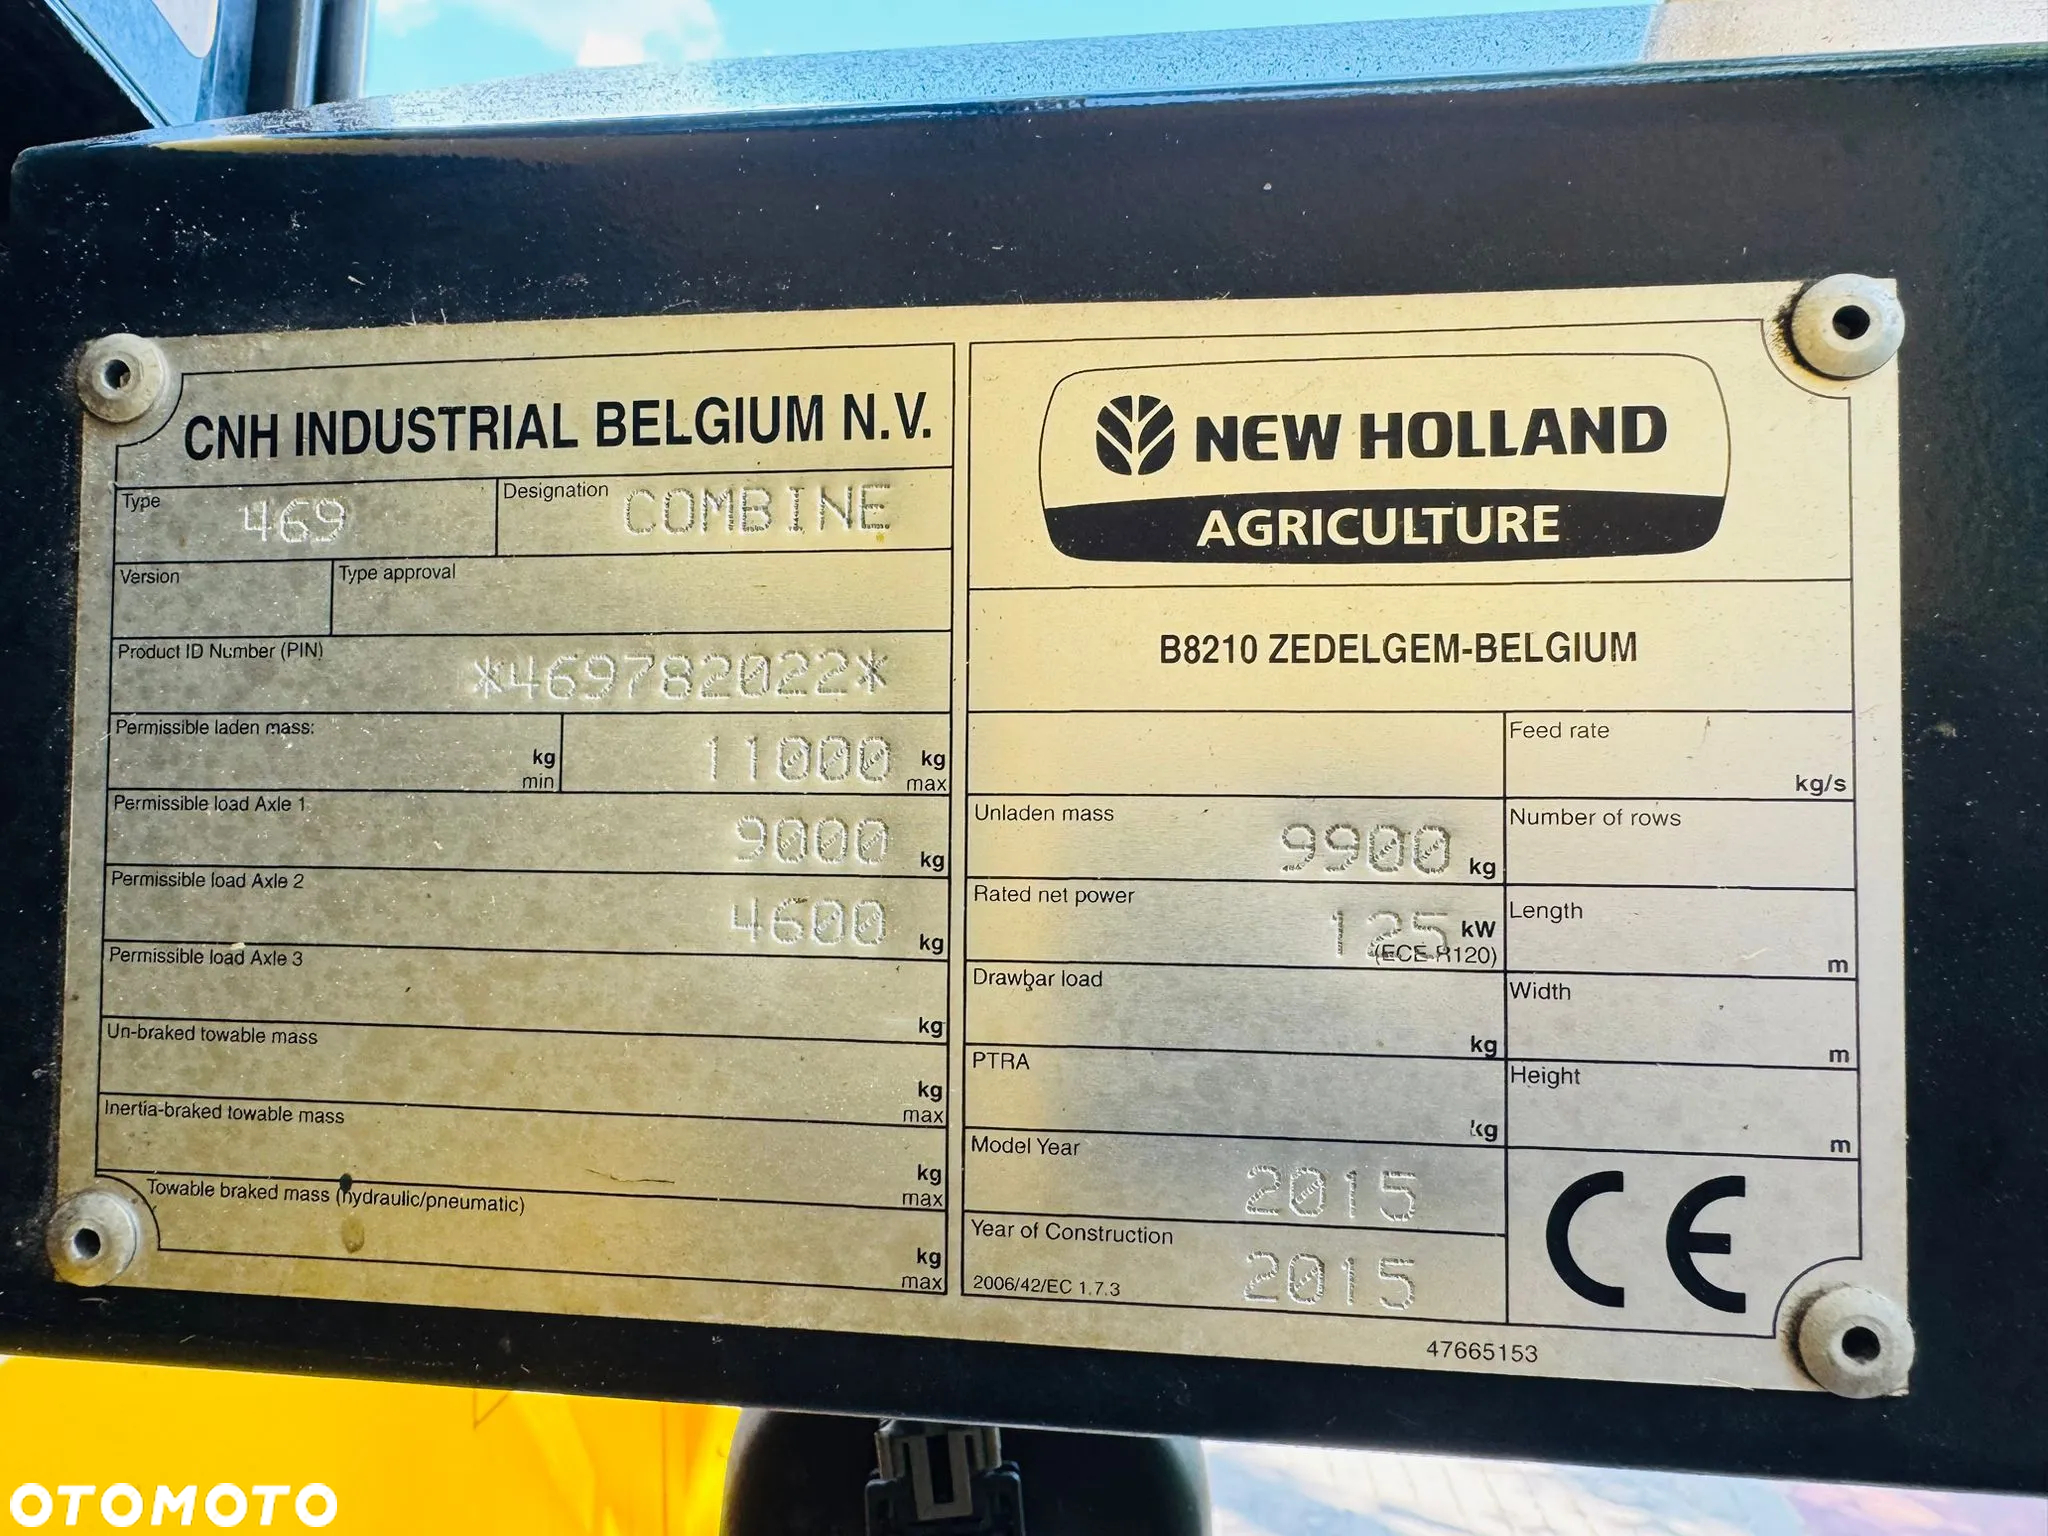 CNH INDUSTRIAL BELGIUM N.V.
Type 469 Designation COMBINE
Version Type approval
Product ID Number (PIN) *469782022*
Permissible laden mass: kg min 11000 kg max
Permissible load Axle 1 9000 kg
Permissible load Axle 2 4600 kg
Permissible load Axle 3 kg
Un-braked towable mass kg max
Inertia-braked towable mass kg max
Towable braked mass (hydraulic/pneumatic) kg max
NEW HOLLAND
AGRICULTURE
B8210 ZEDELGEM-BELGIUM
Feed rate kg/s
Unladen mass 9900 kg Number of rows
Rated net power 125 kW (ECE R120) Length m
Drawbar load kg Width m
PTRA kg Height m
Model Year 2015
Year of Construction 2015
2006/42/EC 1.7.3
CE
47665153
OTOMOTO